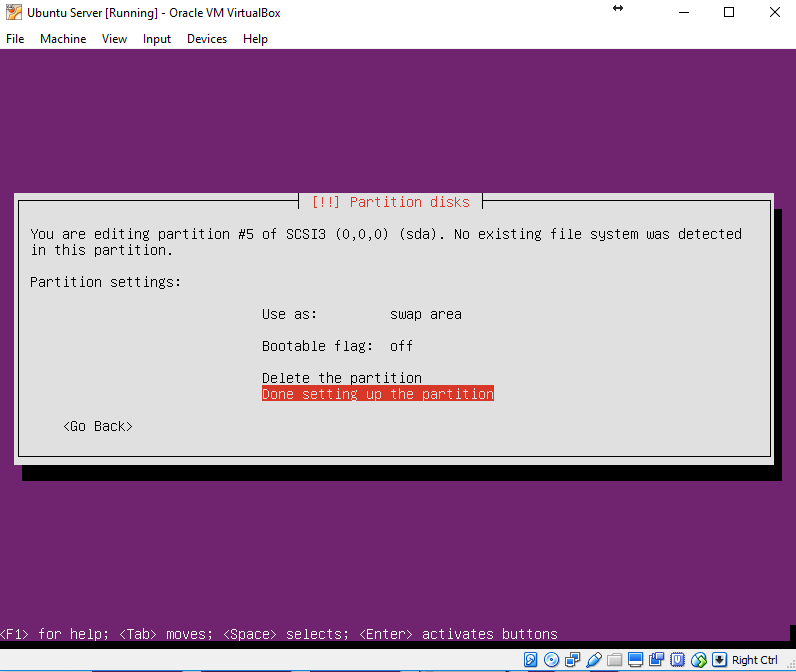 Ubuntu Server [Running] - Oracle VM VirtualBox
File Machine View Input Devices Help
[!!] Partition disks
You are editing partition #5 of SCSI3 (0,0,0) (sda). No existing file system was detected
in this partition.
Partition settings:
Use as: swap area
Bootable flag: off
Delete the partition
Done setting up the partition
<Go Back>
<F1> for help; <Tab> moves; <Space> selects; <Enter> activates buttons
Right Ctrl